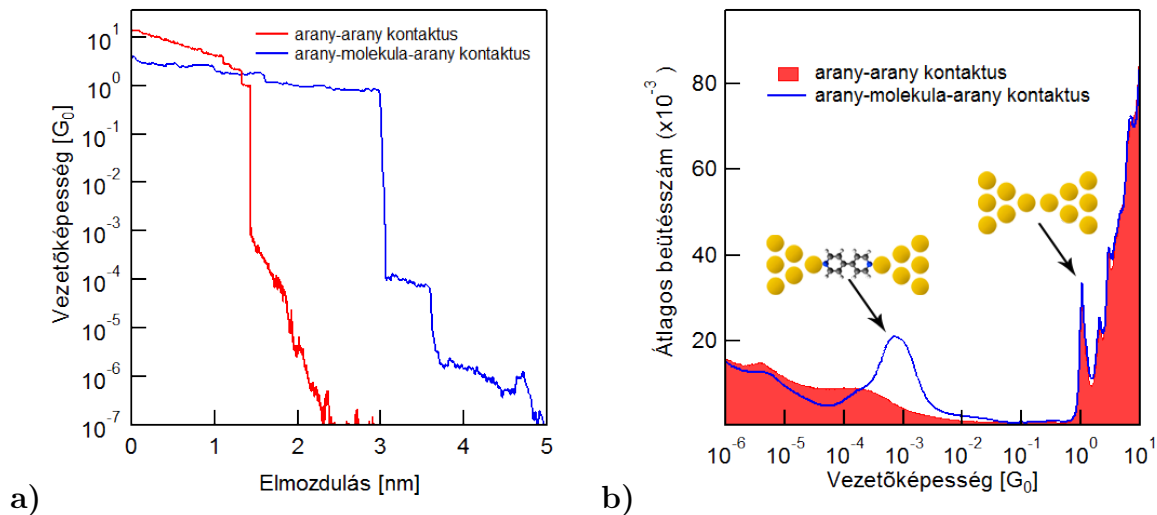 arany-arany kontaktus
arany-molekula-arany kontaktus
Vezetőképesség [G0]
10^1
10^0
10^-1
10^-2
10^-3
10^-4
10^-5
10^-6
10^-7
0
1
2
3
4
5
Elmozdulás [nm]
a)
arany-arany kontaktus
arany-molekula-arany kontaktus
Átlagos beütésszám (x10^-3)
80
60
40
20
10^-6
10^-5
10^-4
10^-3
10^-2
10^-1
10^0
10^1
Vezetőképesség [G0]
b)